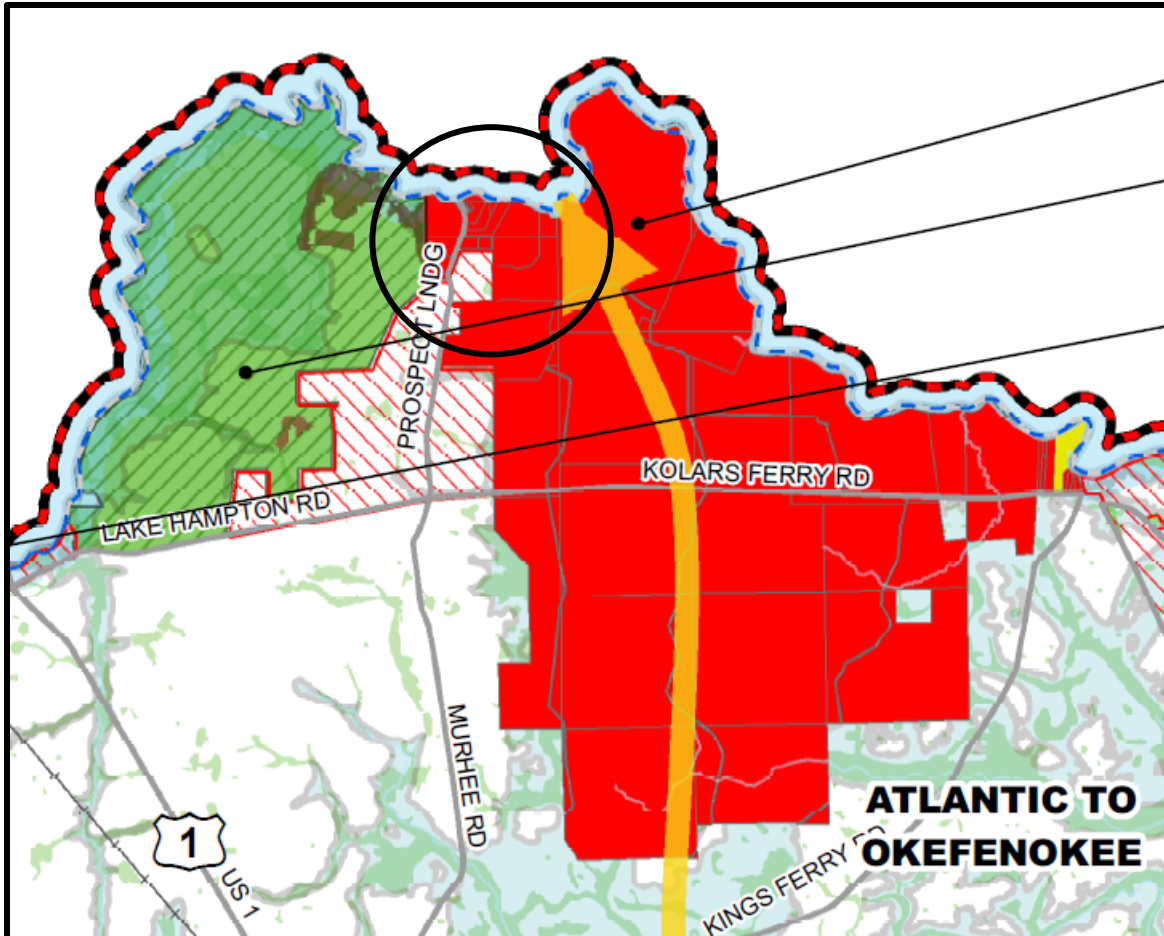 PROSPECT LNDG
KOLARS FERRY RD
LAKE HAMPTON RD
MURHEE RD
1
US 1
ATLANTIC TO
OKEFENOKEE
KINGS FERRY RD